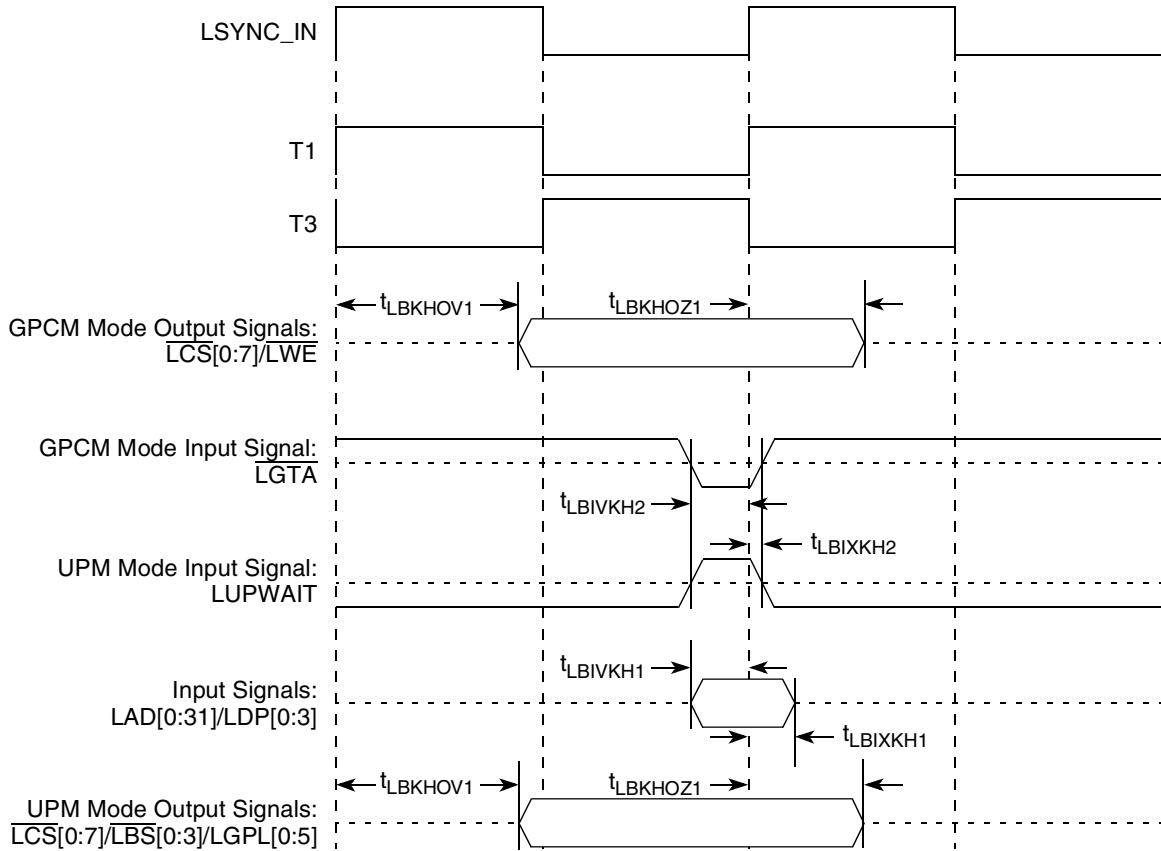 LSYNC_IN
T1
T3
tLBKHOV1
tLBKHOZ1
GPCM Mode Output Signals:
LCS[0:7]/LWE
GPCM Mode Input Signal:
LGTA
tLBIVKH2
tLBIXKH2
UPM Mode Input Signal:
LUPWAIT
tLBIVKH1
Input Signals:
LAD[0:31]/LDP[0:3]
tLBIXKH1
tLBKHOV1
tLBKHOZ1
UPM Mode Output Signals:
LCS[0:7]/LBS[0:3]/LGPL[0:5]